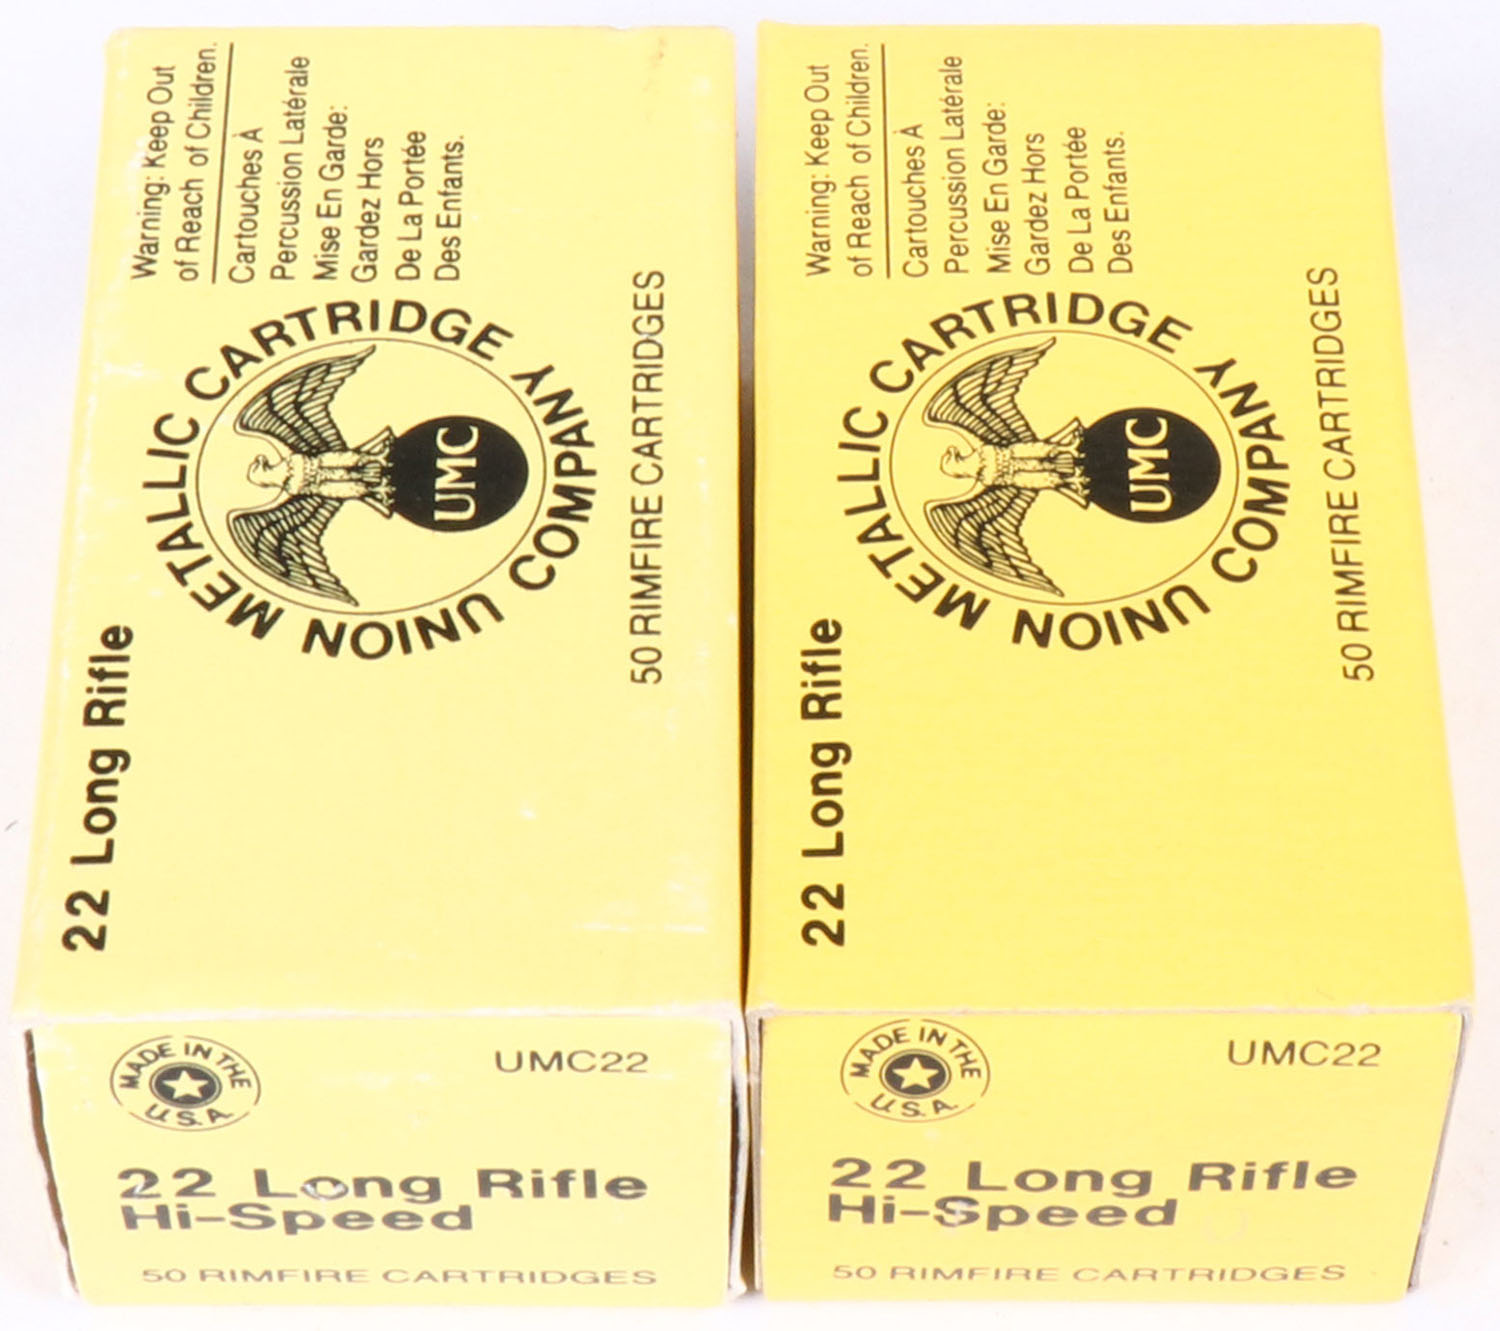 Warning: Keep Out
of Reach of Children.
Cartouches À
Percussion Latérale
Mise En Garde:
Gardez Hors
De La Portée
Des Enfants.
UNION METALLIC CARTRIDGE COMPANY
UMC
22 Long Rifle
50 RIMFIRE CARTRIDGES
MADE IN THE U.S.A.
UMC22
22 Long Rifle
Hi-Speed
50 RIMFIRE CARTRIDGES
Warning: Keep Out
of Reach of Children.
Cartouches À
Percussion Latérale
Mise En Garde:
Gardez Hors
De La Portée
Des Enfants.
UNION METALLIC CARTRIDGE COMPANY
UMC
22 Long Rifle
50 RIMFIRE CARTRIDGES
MADE IN THE U.S.A.
UMC22
22 Long Rifle
Hi-Speed
50 RIMFIRE CARTRIDGES